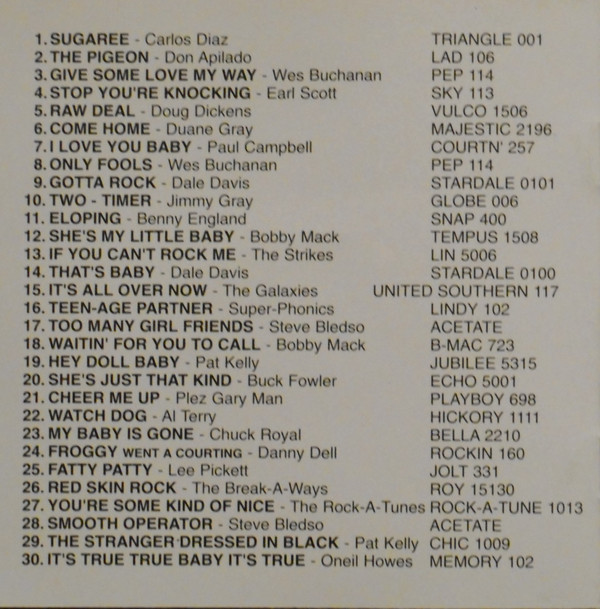 1. SUGAREE - Carlos Diaz TRIANGLE 001
2. THE PIGEON - Don Apilado LAD 106
3. GIVE SOME LOVE MY WAY - Wes Buchanan PEP 114
4. STOP YOU'RE KNOCKING - Earl Scott SKY 113
5. RAW DEAL - Doug Dickens VULCO 1506
6. COME HOME - Duane Gray MAJESTIC 2196
7. I LOVE YOU BABY - Paul Campbell COURTN' 257
8. ONLY FOOLS - Wes Buchanan PEP 114
9. GOTTA ROCK - Dale Davis STARDALE 0101
10. TWO - TIMER - Jimmy Gray GLOBE 006
11. ELOPING - Benny England SNAP 400
12. SHE'S MY LITTLE BABY - Bobby Mack TEMPUS 1508
13. IF YOU CAN'T ROCK ME - The Strikes LIN 5006
14. THAT'S BABY - Dale Davis STARDALE 0100
15. IT'S ALL OVER NOW - The Galaxies UNITED SOUTHERN 117
16. TEEN-AGE PARTNER - Super-Phonics LINDY 102
17. TOO MANY GIRL FRIENDS - Steve Bledso ACETATE
18. WAITIN' FOR YOU TO CALL - Bobby Mack B-MAC 723
19. HEY DOLL BABY - Pat Kelly JUBILEE 5315
20. SHE'S JUST THAT KIND - Buck Fowler ECHO 5001
21. CHEER ME UP - Plez Gary Man PLAYBOY 698
22. WATCH DOG - Al Terry HICKORY 1111
23. MY BABY IS GONE - Chuck Royal BELLA 2210
24. FROGGY WENT A COURTING - Danny Dell ROCKIN 160
25. FATTY PATTY - Lee Pickett JOLT 331
26. RED SKIN ROCK - The Break-A-Ways ROY 15130
27. YOU'RE SOME KIND OF NICE - The Rock-A-Tunes ROCK-A-TUNE 1013
28. SMOOTH OPERATOR - Steve Bledso ACETATE
29. THE STRANGER DRESSED IN BLACK - Pat Kelly CHIC 1009
30. IT'S TRUE TRUE BABY IT'S TRUE - Oneil Howes MEMORY 102